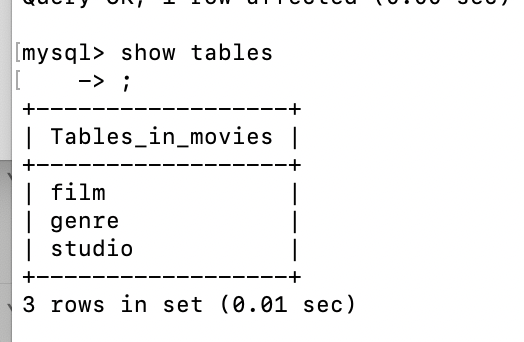 Query OK, 1 row affected (0.00 sec)
[mysql> show tables
[    -> ;
+------------------+
| Tables_in_movies |
+------------------+
| film             |
| genre            |
| studio           |
+------------------+
3 rows in set (0.01 sec)